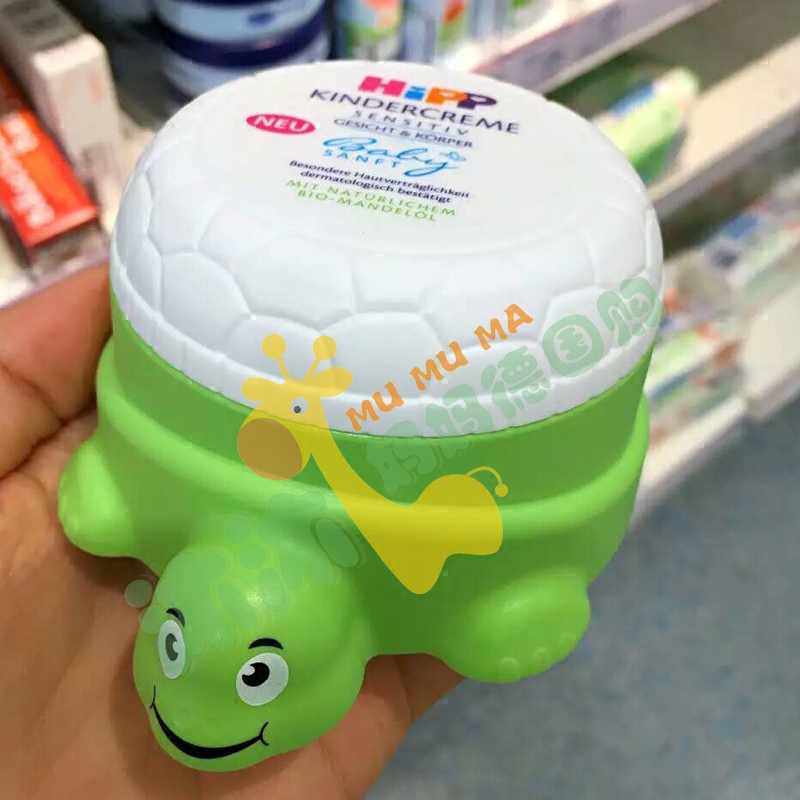 HiPP
KINDERCREME
SENSITIV
GESICHT & KÖRPER
NEU
Baby
SANFT
Besondere Hautverträglichkeit
dermatologisch bestätigt
MIT NATÜRLICHEM
BIO-MANDELÖL
MU MU MA
妈妈德国购